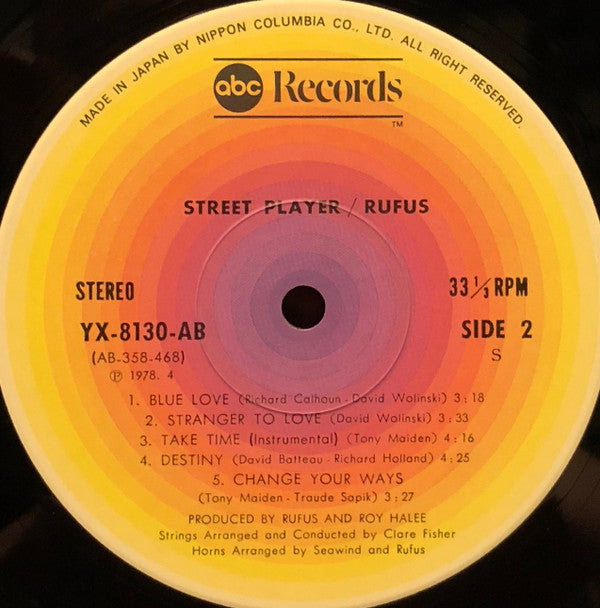 MADE IN JAPAN BY NIPPON COLUMBIA CO., LTD. ALL RIGHT RESERVED.
abc Records
TM
STREET PLAYER / RUFUS
STEREO
33 1/3 RPM
YX-8130-AB
SIDE 2
(AB-358-468)
S
Ⓟ 1978. 4
1. BLUE LOVE (Richard Calhoun - David Wolinski) 3:18
2. STRANGER TO LOVE (David Wolinski) 3:33
3. TAKE TIME (Instrumental) (Tony Maiden) 4:16
4. DESTINY (David Batteau - Richard Holland) 4:25
5. CHANGE YOUR WAYS
(Tony Maiden - Traude Sapik) 3:27
PRODUCED BY RUFUS AND ROY HALEE
Strings Arranged and Conducted by Clare Fisher
Horns Arranged by Seawind and Rufus